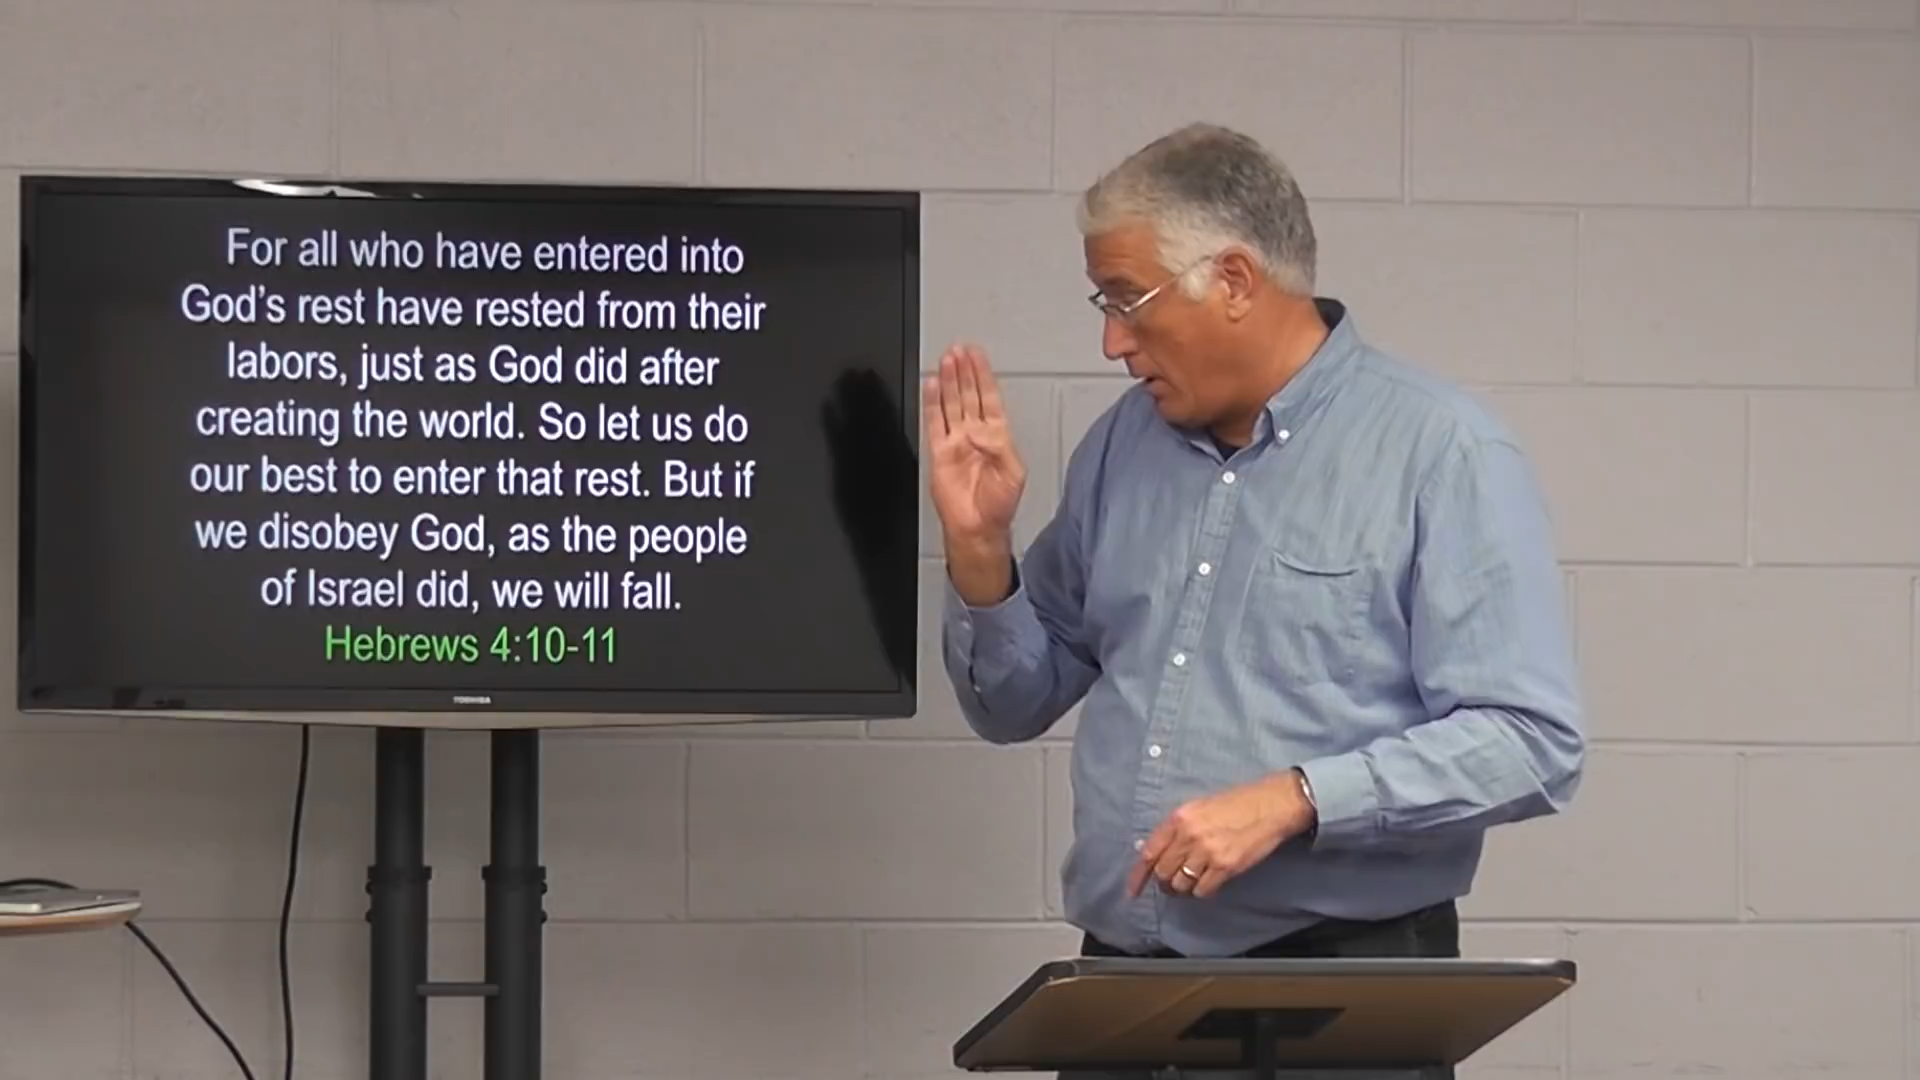 For all who have entered into
God's rest have rested from their
labors, just as God did after
creating the world. So let us do
our best to enter that rest. But if
we disobey God, as the people
of Israel did, we will fall.
Hebrews 4:10-11
TOSHIBA